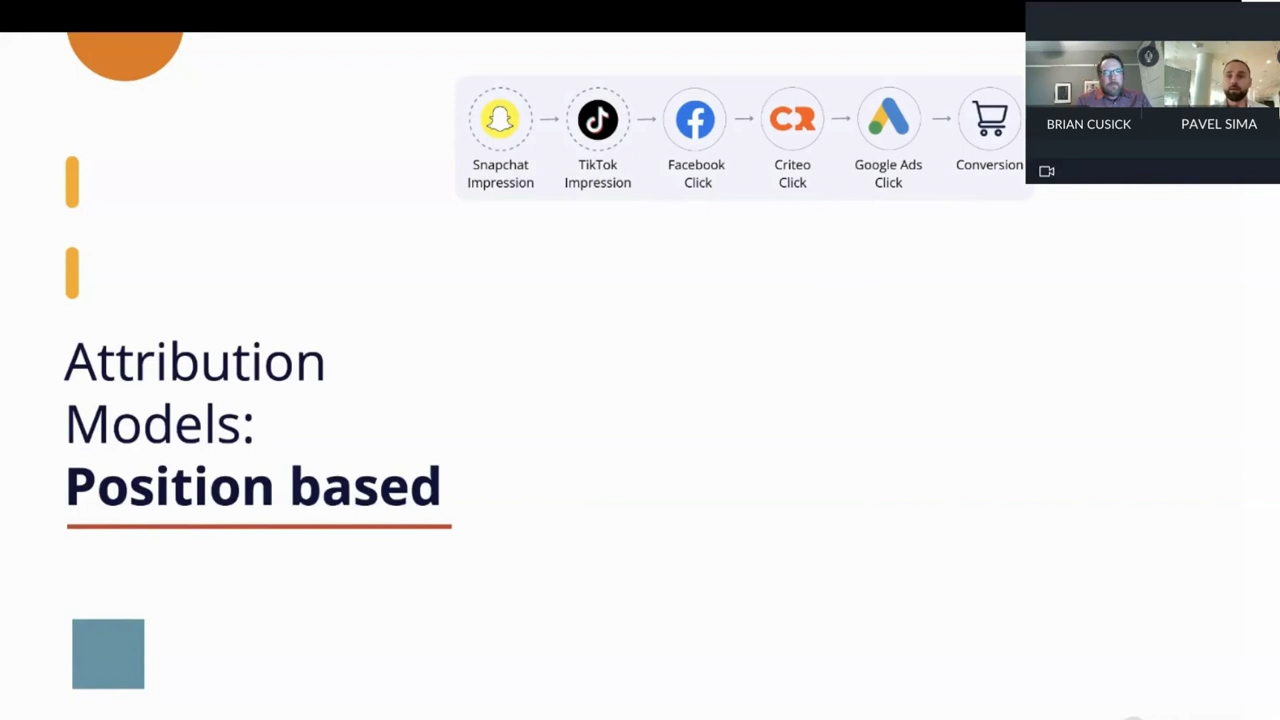 Snapchat
Impression
TikTok
Impression
Facebook
Click
Criteo
Click
Google Ads
Click
Conversion
BRIAN CUSICK
PAVEL SIMA
Attribution
Models:
Position based